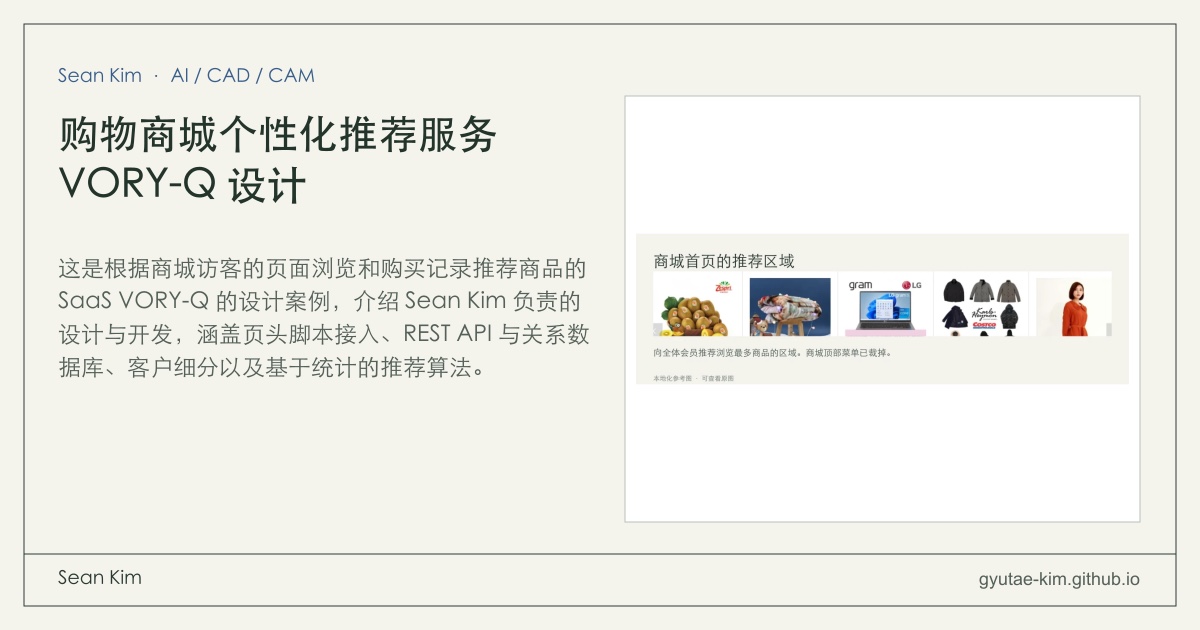 Sean Kim · AI / CAD / CAM
购物商城个性化推荐服务
VORY-Q 设计
这是根据商城访客的页面浏览和购买记录推荐商品的
SaaS VORY-Q 的设计案例，介绍 Sean Kim 负责的
设计与开发，涵盖页头脚本接入、REST API 与关系数
据库、客户细分以及基于统计的推荐算法。
商城首页的推荐区域
Zespri
gram
LG
Kirby Heyman
COSTCO
向全体会员推荐浏览最多商品的区域。商城顶部菜单已裁掉。
本地化参考图 · 可查看原图
Sean Kim
gyutae-kim.github.io